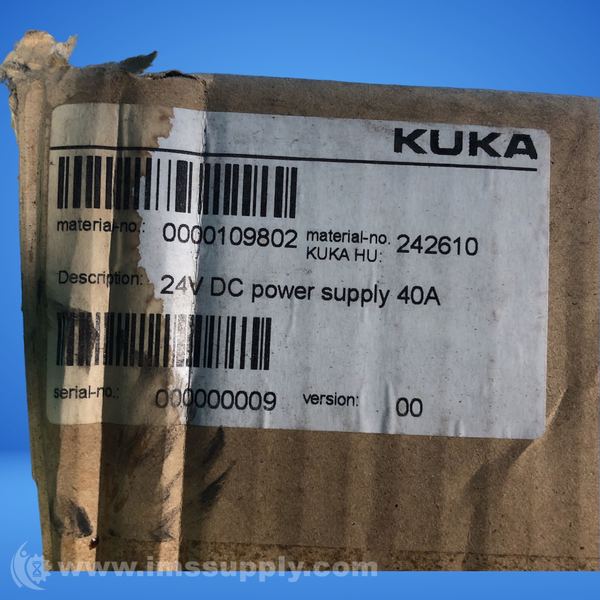 KUKA
material-no.: 0000109802 material-no. KUKA HU: 242610
Description: 24V DC power supply 40A
serial-no.: 000000009 version: 00
www.imssupply.com